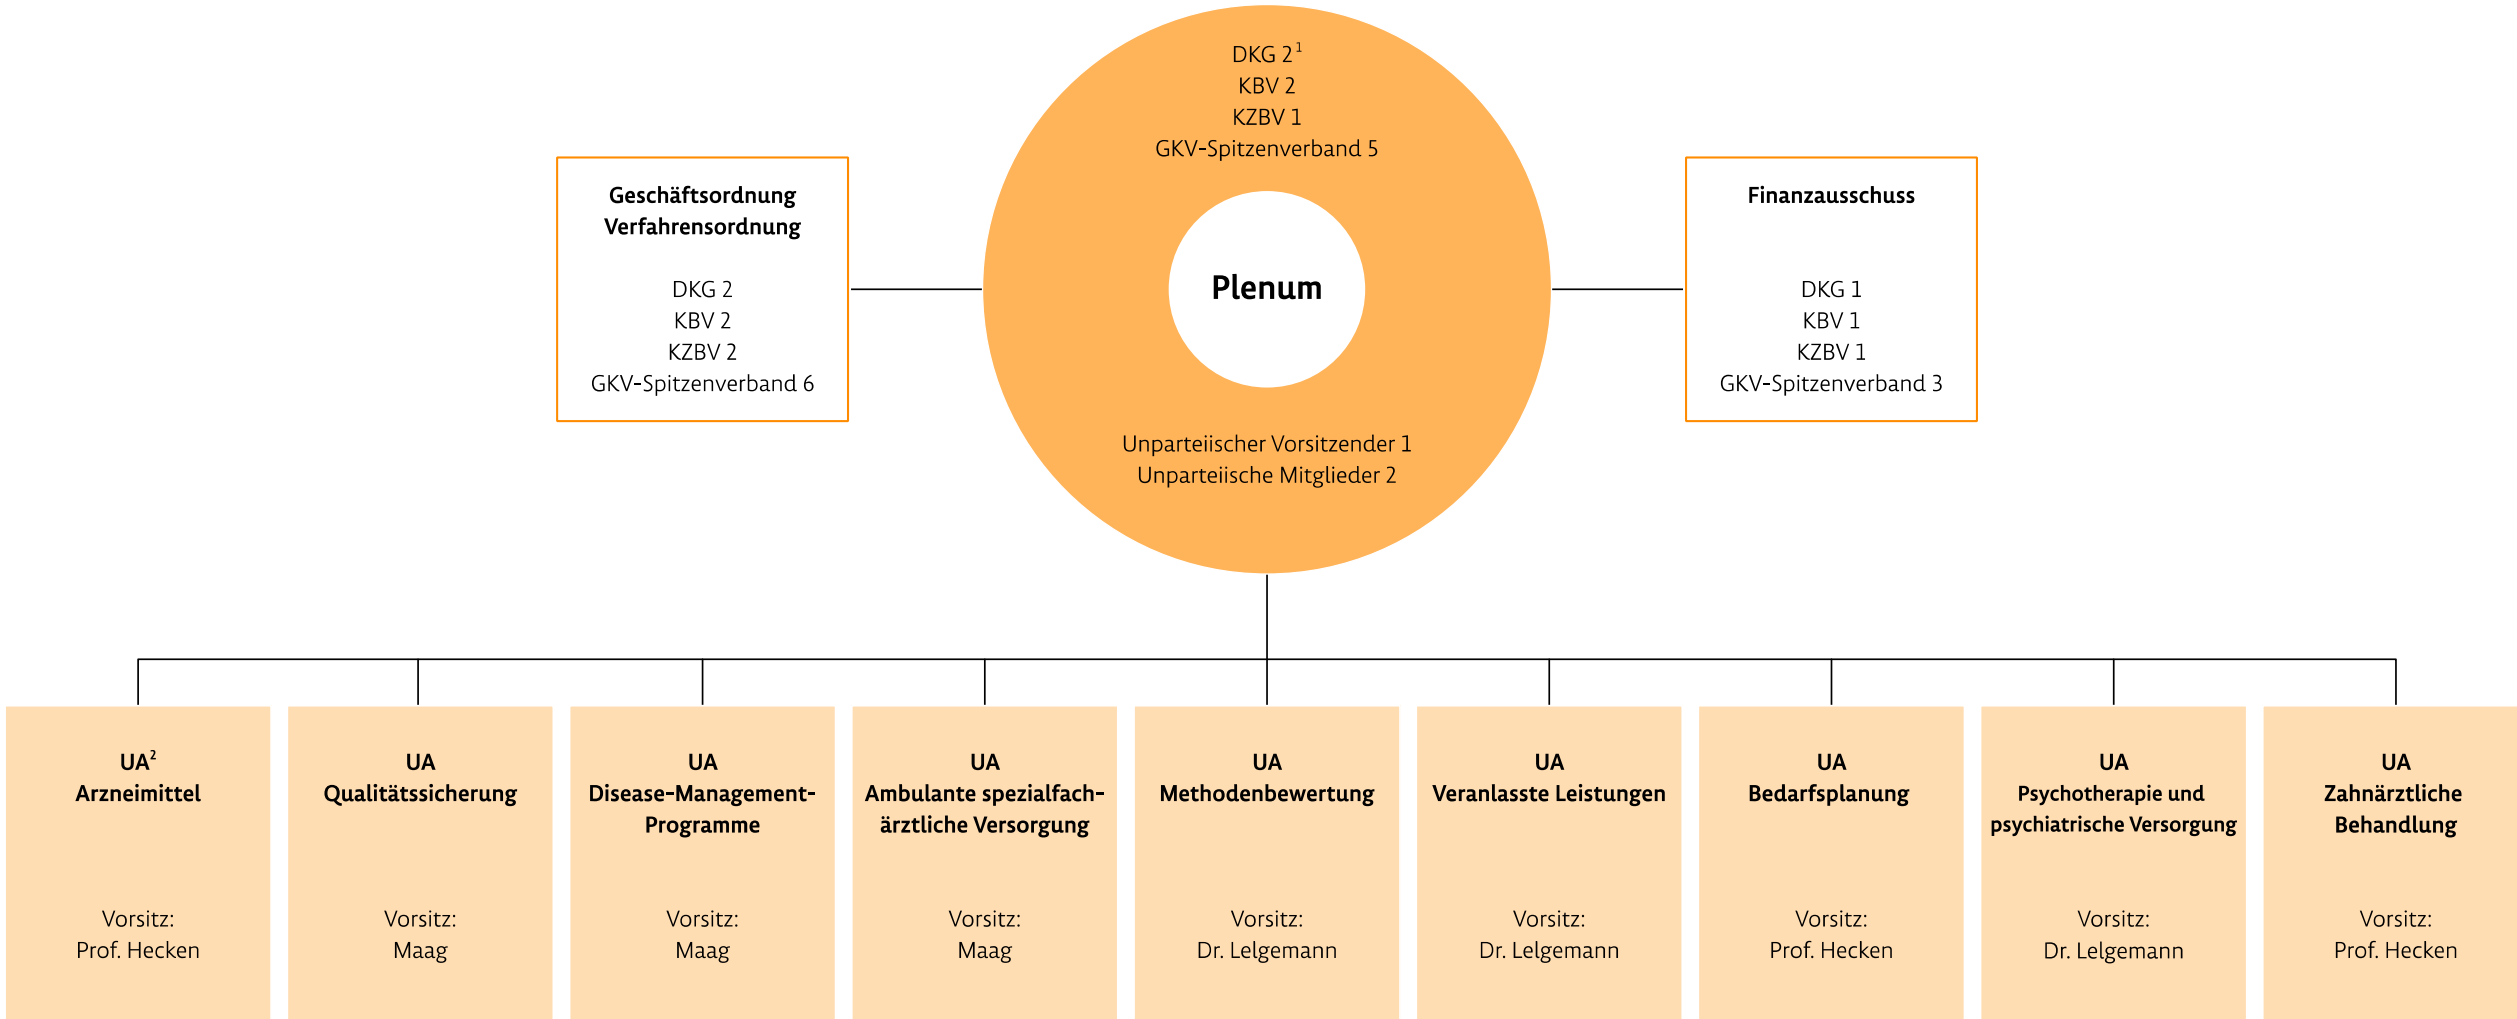 DKG 2¹
KBV 2
KZBV 1
GKV-Spitzenverband 5
Plenum
Unparteiischer Vorsitzender 1
Unparteiische Mitglieder 2
Geschäftsordnung
Verfahrensordnung
DKG 2
KBV 2
KZBV 2
GKV-Spitzenverband 6
Finanzausschuss
DKG 1
KBV 1
KZBV 1
GKV-Spitzenverband 3
UA²
Arzneimittel
Vorsitz:
Prof. Hecken
UA
Qualitätssicherung
Vorsitz:
Maag
UA
Disease-Management-
Programme
Vorsitz:
Maag
UA
Ambulante spezialfach-
ärztliche Versorgung
Vorsitz:
Maag
UA
Methodenbewertung
Vorsitz:
Dr. Lelgemann
UA
Veranlasste Leistungen
Vorsitz:
Dr. Lelgemann
UA
Bedarfsplanung
Vorsitz:
Prof. Hecken
UA
Psychotherapie und
psychiatrische Versorgung
Vorsitz:
Dr. Lelgemann
UA
Zahnärztliche
Behandlung
Vorsitz:
Prof. Hecken